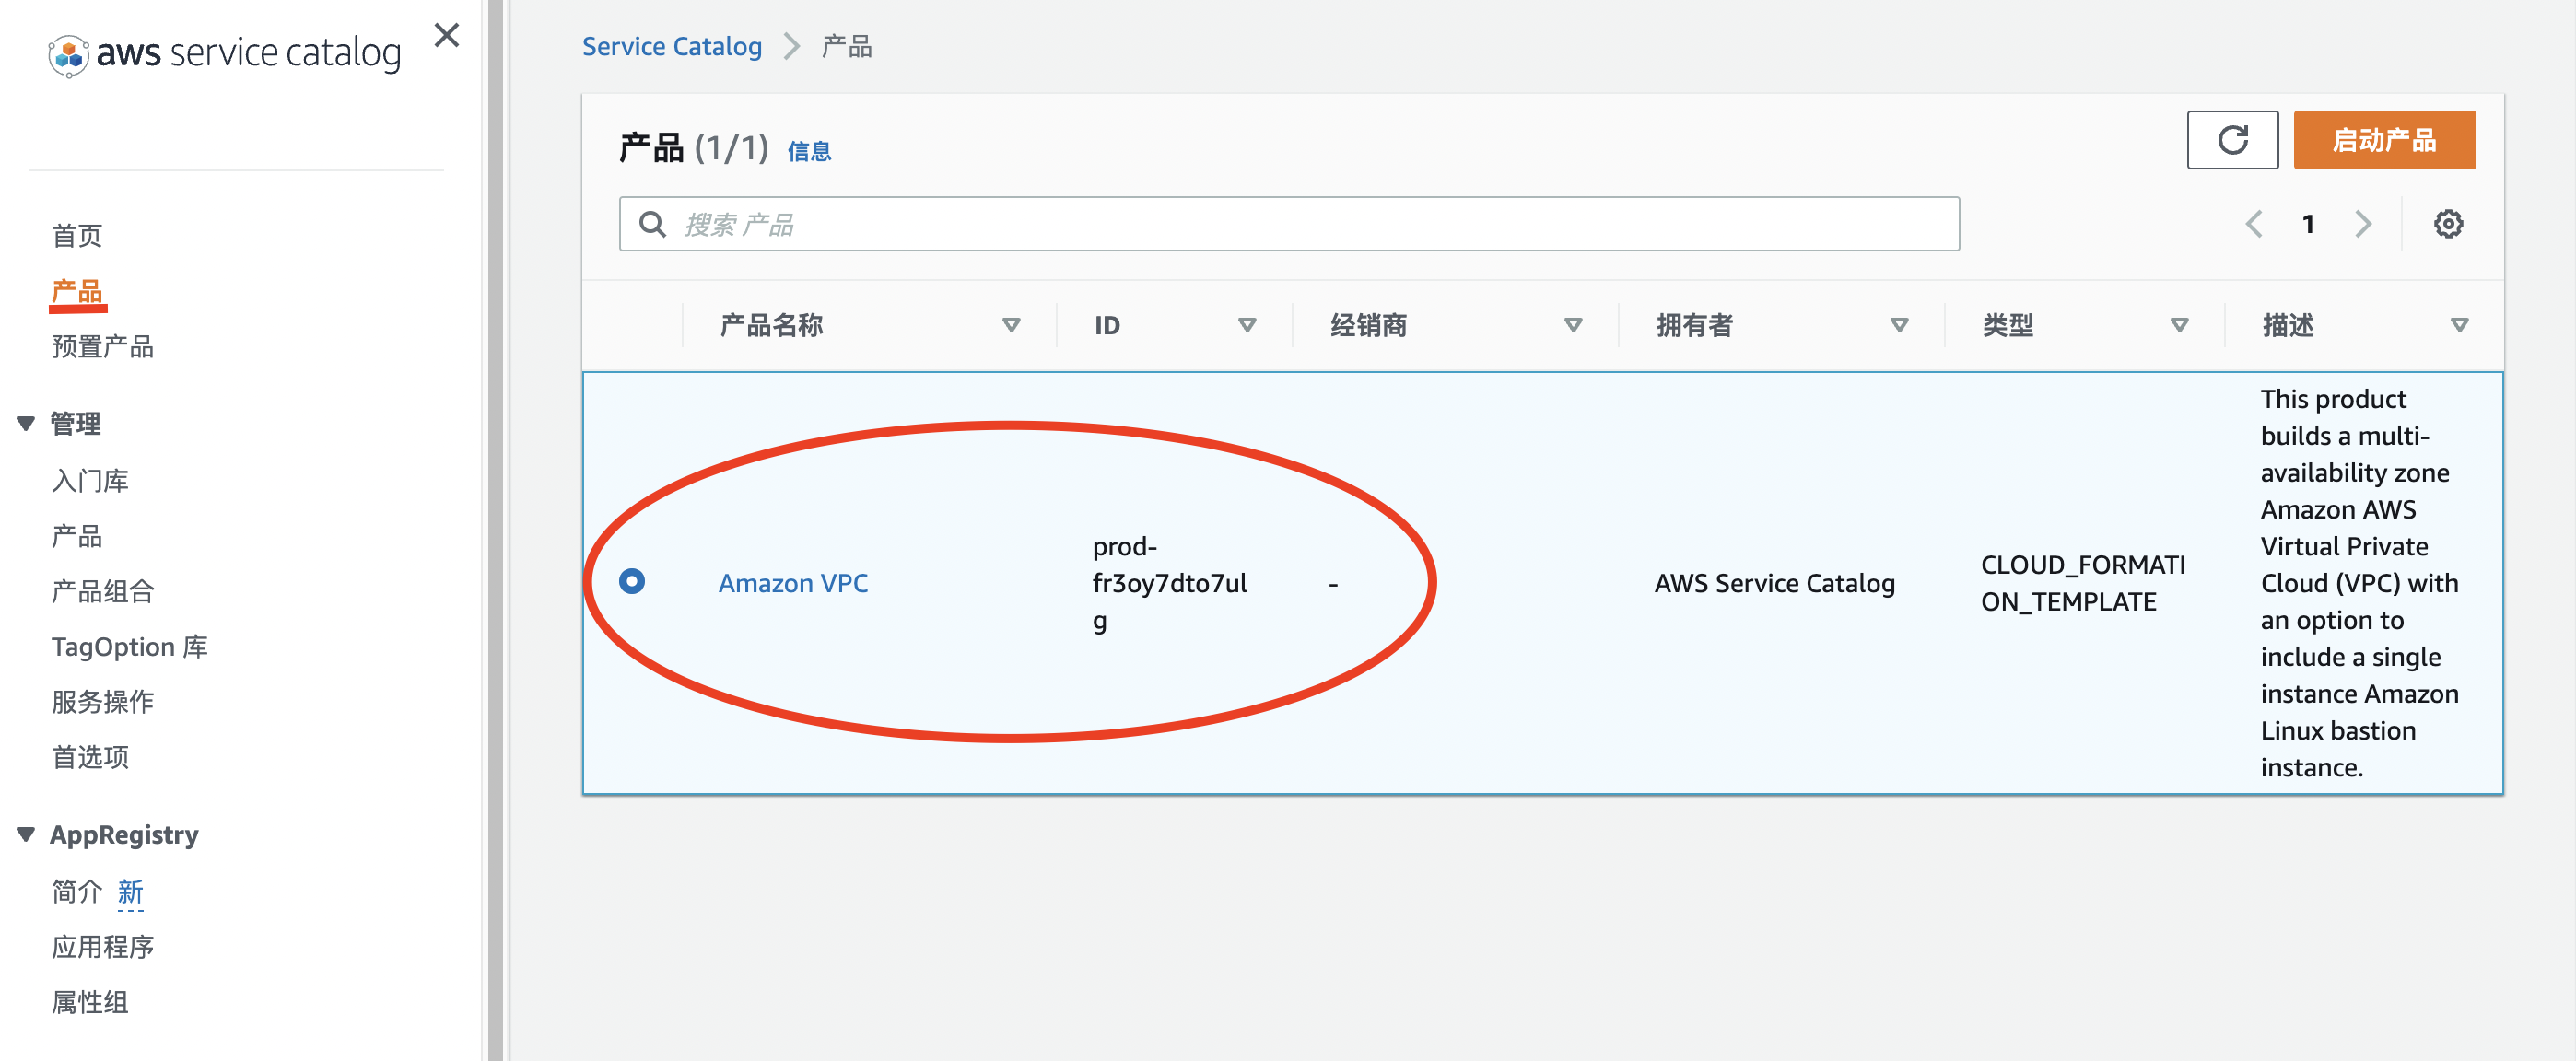 aws service catalog
首页
产品
预置产品
管理
入门库
产品
产品组合
TagOption 库
服务操作
首选项
AppRegistry
简介 新
应用程序
属性组
Service Catalog 产品
产品 (1/1) 信息
启动产品
搜索 产品
1
产品名称 ID 经销商 拥有者 类型 描述
Amazon VPC
prod-
fr3oy7dto7ul
g
-
AWS Service Catalog
CLOUD_FORMATI
ON_TEMPLATE
This product
builds a multi-
availability zone
Amazon AWS
Virtual Private
Cloud (VPC) with
an option to
include a single
instance Amazon
Linux bastion
instance.